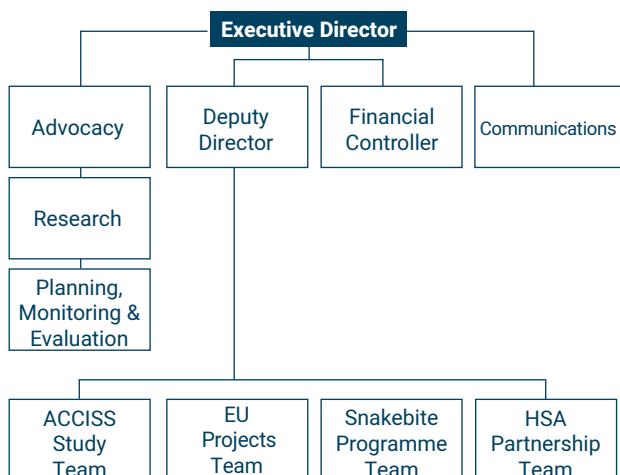 Executive Director
Advocacy
Deputy
Director
Financial
Controller
Communications
Research
Planning,
Monitoring &
Evaluation
ACCISS
Study
Team
EU
Projects
Team
Snakebite
Programme
Team
HSA
Partnership
Team